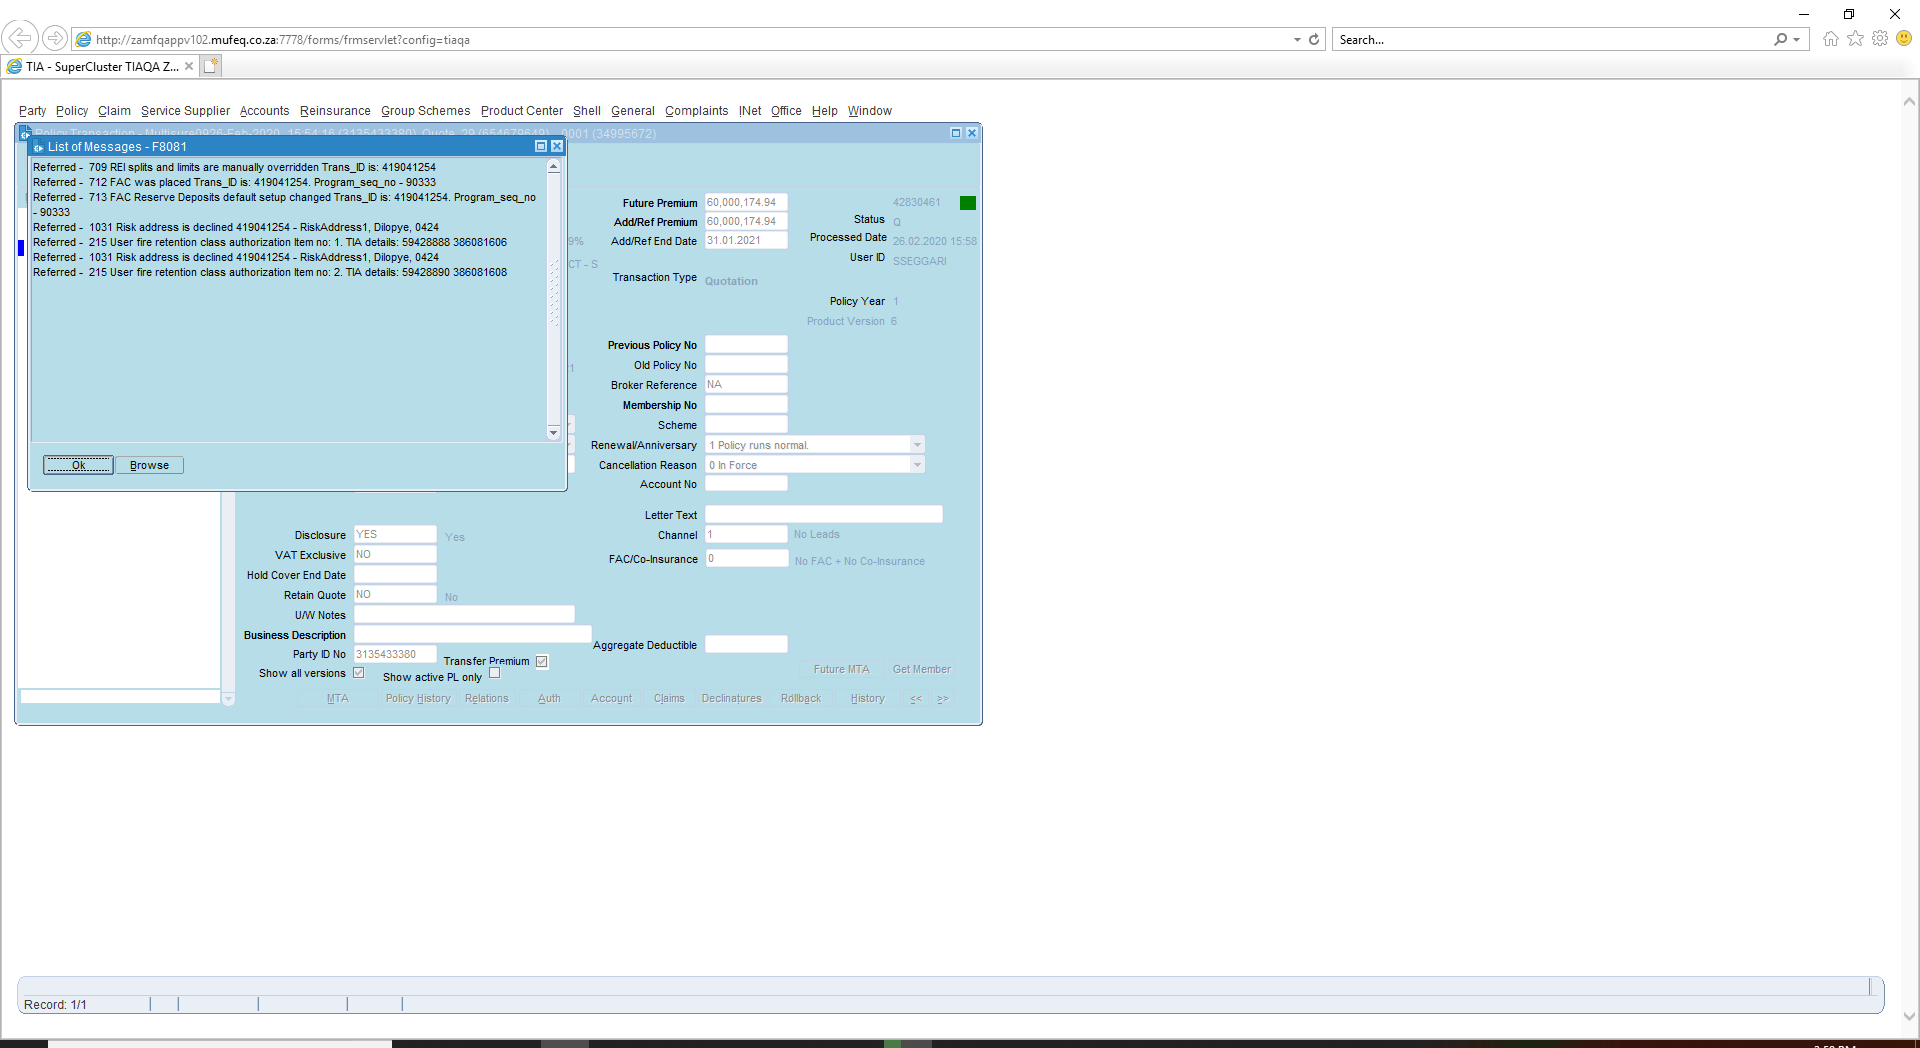 http://zamfqappv102.mufeq.co.za:7778/forms/frmservlet?config=tiaqa
Search...
TIA - SuperCluster TIAQA Z...
Party Policy Claim Service Supplier Accounts Reinsurance Group Schemes Product Center Shell General Complaints INet Office Help Window
Policy Transaction - Multisure0926-Feb-2020 15:54:16 (3135433380) Quote 29 (654679649) 0001 (34995672)
List of Messages - F8081
Referred - 709 REI splits and limits are manually overridden Trans_ID is: 419041254
Referred - 712 FAC was placed Trans_ID is: 419041254. Program_seq_no - 90333
Referred - 713 FAC Reserve Deposits default setup changed Trans_ID is: 419041254. Program_seq_no
- 90333
Referred - 1031 Risk address is declined 419041254 - RiskAddress1, Dilopye, 0424
Referred - 215 User fire retention class authorization Item no: 1. TIA details: 59428888 386081606
Referred - 1031 Risk address is declined 419041254 - RiskAddress1, Dilopye, 0424
Referred - 215 User fire retention class authorization Item no: 2. TIA details: 59428890 386081608
Ok Browse
9%
CT - S
Future Premium 60,000,174.94 42830461
Add/Ref Premium 60,000,174.94 Status Q
Add/Ref End Date 31.01.2021 Processed Date 26.02.2020 15:58
User ID SSEGGARI
Transaction Type Quotation
Policy Year 1
Product Version 6
Previous Policy No
Old Policy No
Broker Reference NA
Membership No
Scheme
Renewal/Anniversary 1 Policy runs normal.
Cancellation Reason 0 In Force
Account No
Letter Text
Disclosure YES Yes Channel 1 No Leads
VAT Exclusive NO FAC/Co-Insurance 0 No FAC + No Co-Insurance
Hold Cover End Date
Retain Quote NO No
U/W Notes
Business Description
Aggregate Deductible
Party ID No 3135433380 Transfer Premium
Show all versions Show active PL only Future MTA Get Member
MTA Policy History Relations Auth Account Claims Declinatures Rollback History << >>
Record: 1/1